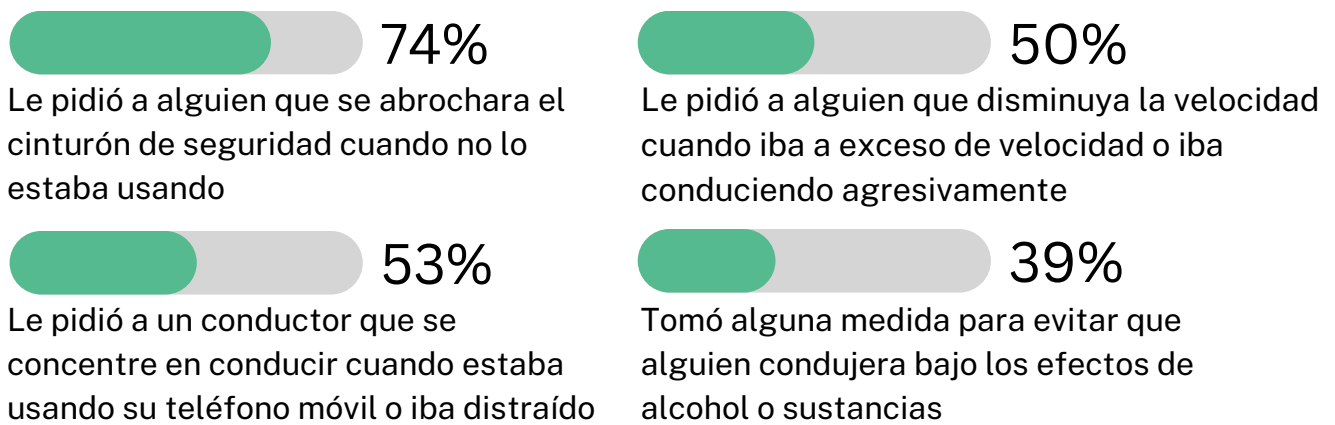 74%
Le pidió a alguien que se abrochara el
cinturón de seguridad cuando no lo
estaba usando
50%
Le pidió a alguien que disminuya la velocidad
cuando iba a exceso de velocidad o iba
conduciendo agresivamente
53%
Le pidió a un conductor que se
concentre en conducir cuando estaba
usando su teléfono móvil o iba distraído
39%
Tomó alguna medida para evitar que
alguien condujera bajo los efectos de
alcohol o sustancias